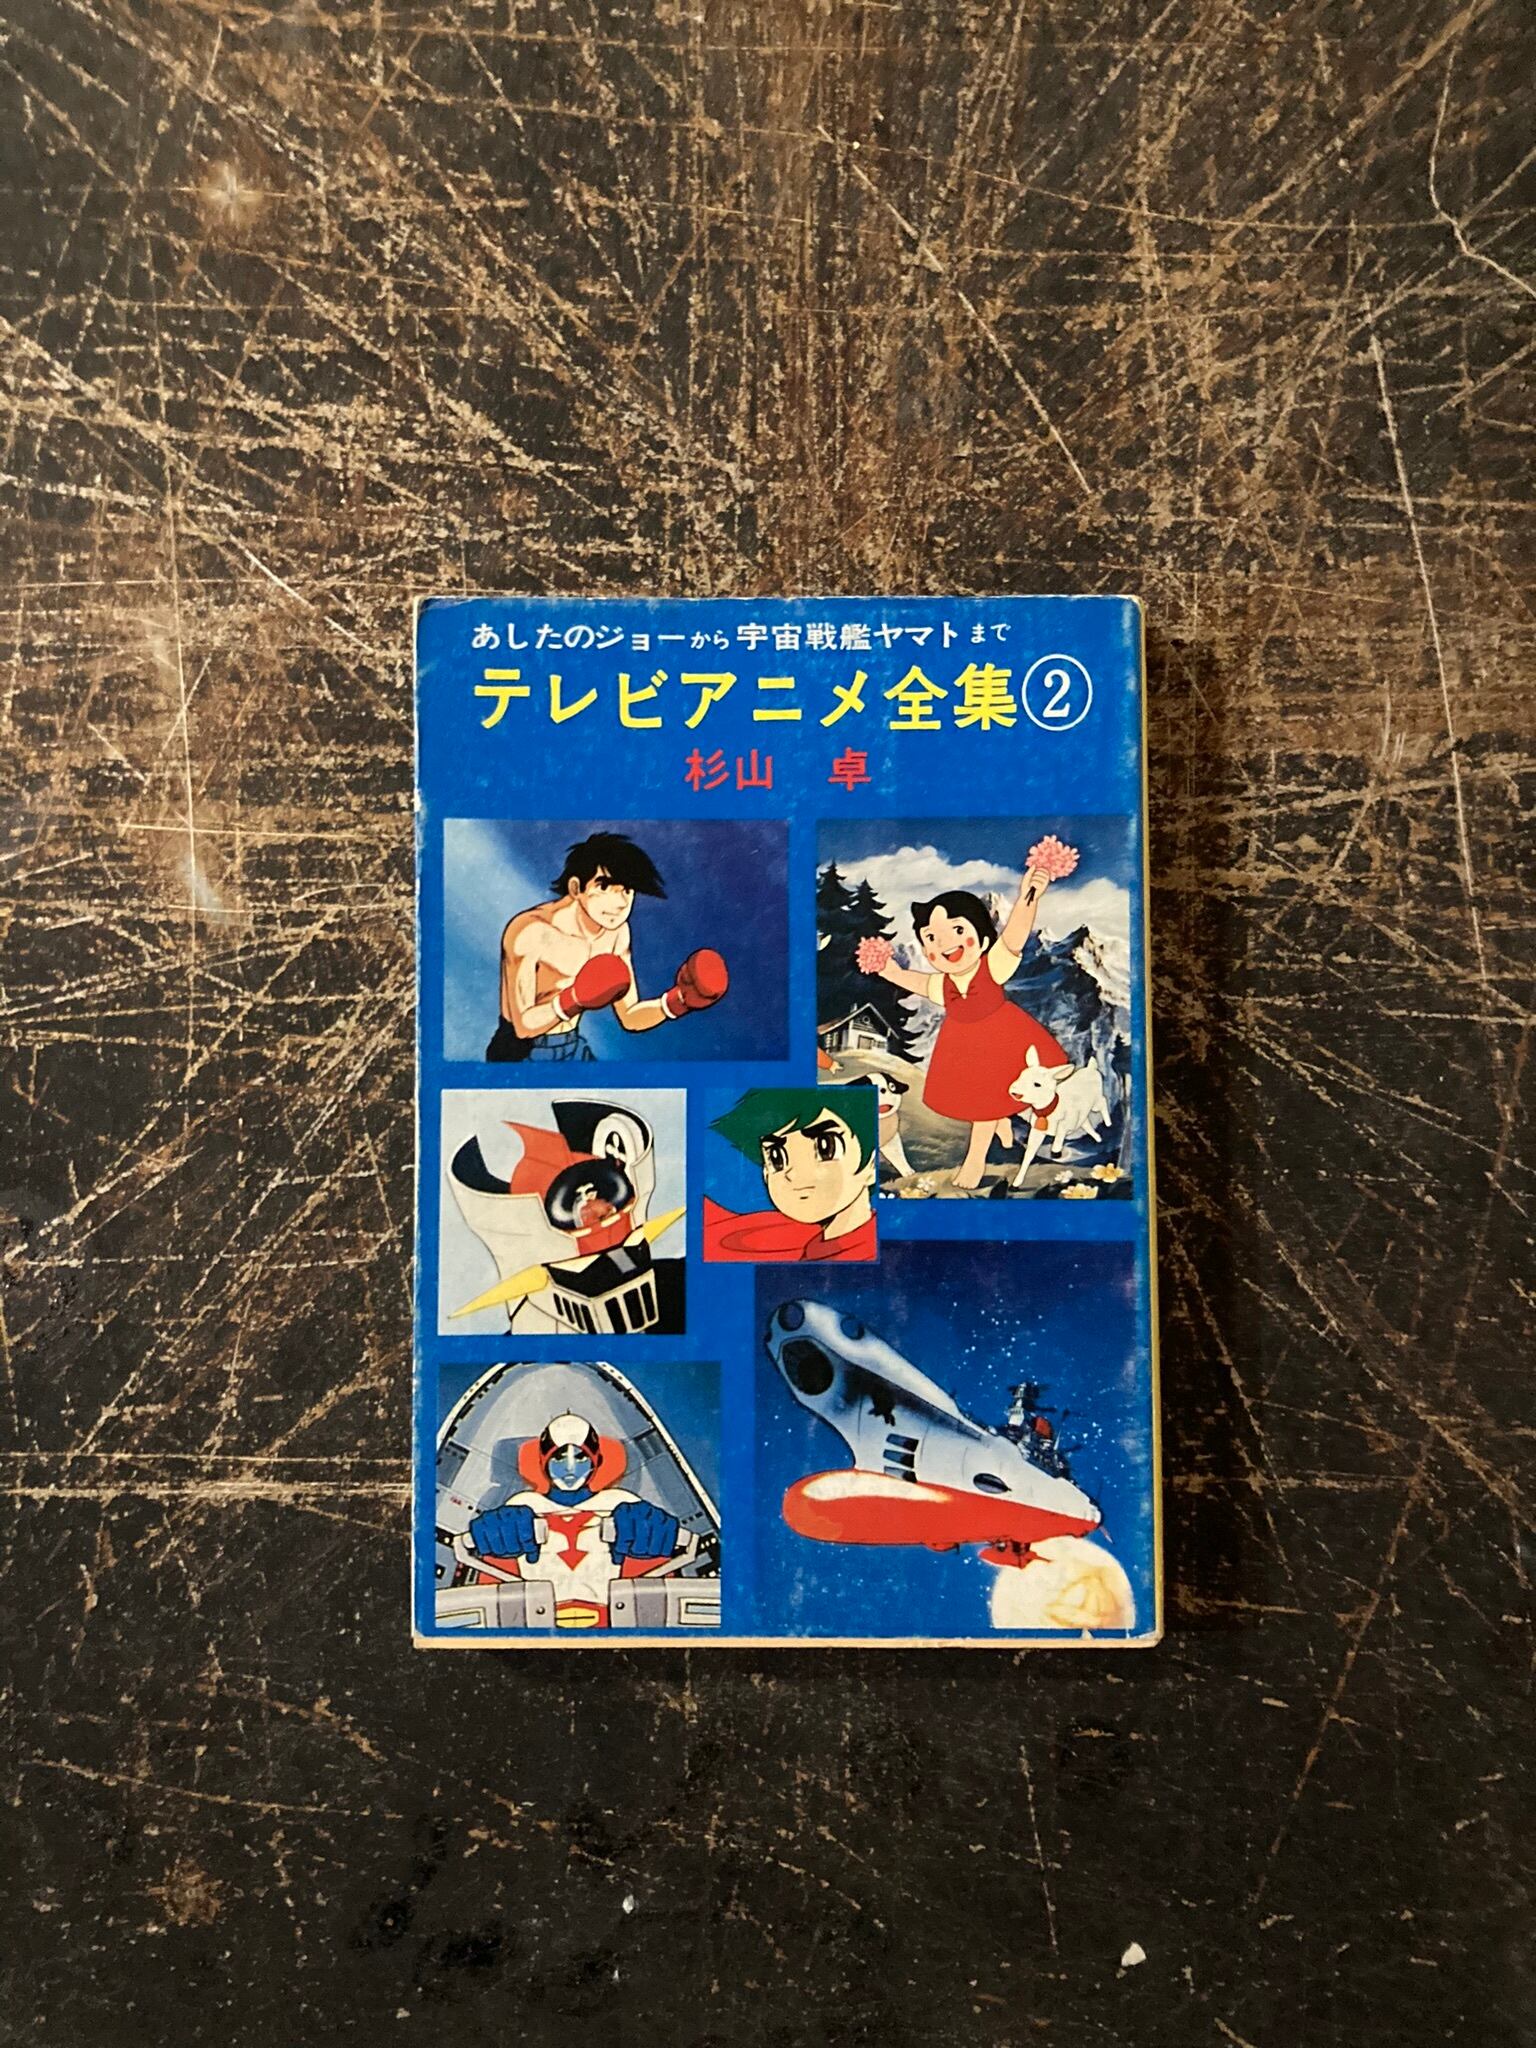 あしたのジョーから宇宙戦艦ヤマトまで
テレビアニメ全集②
杉山 卓